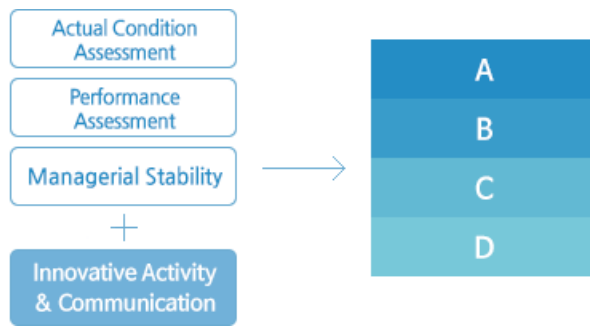 Actual Condition
Assessment
Performance
Assessment
Managerial Stability
+
Innovative Activity
& Communication
A
B
C
D